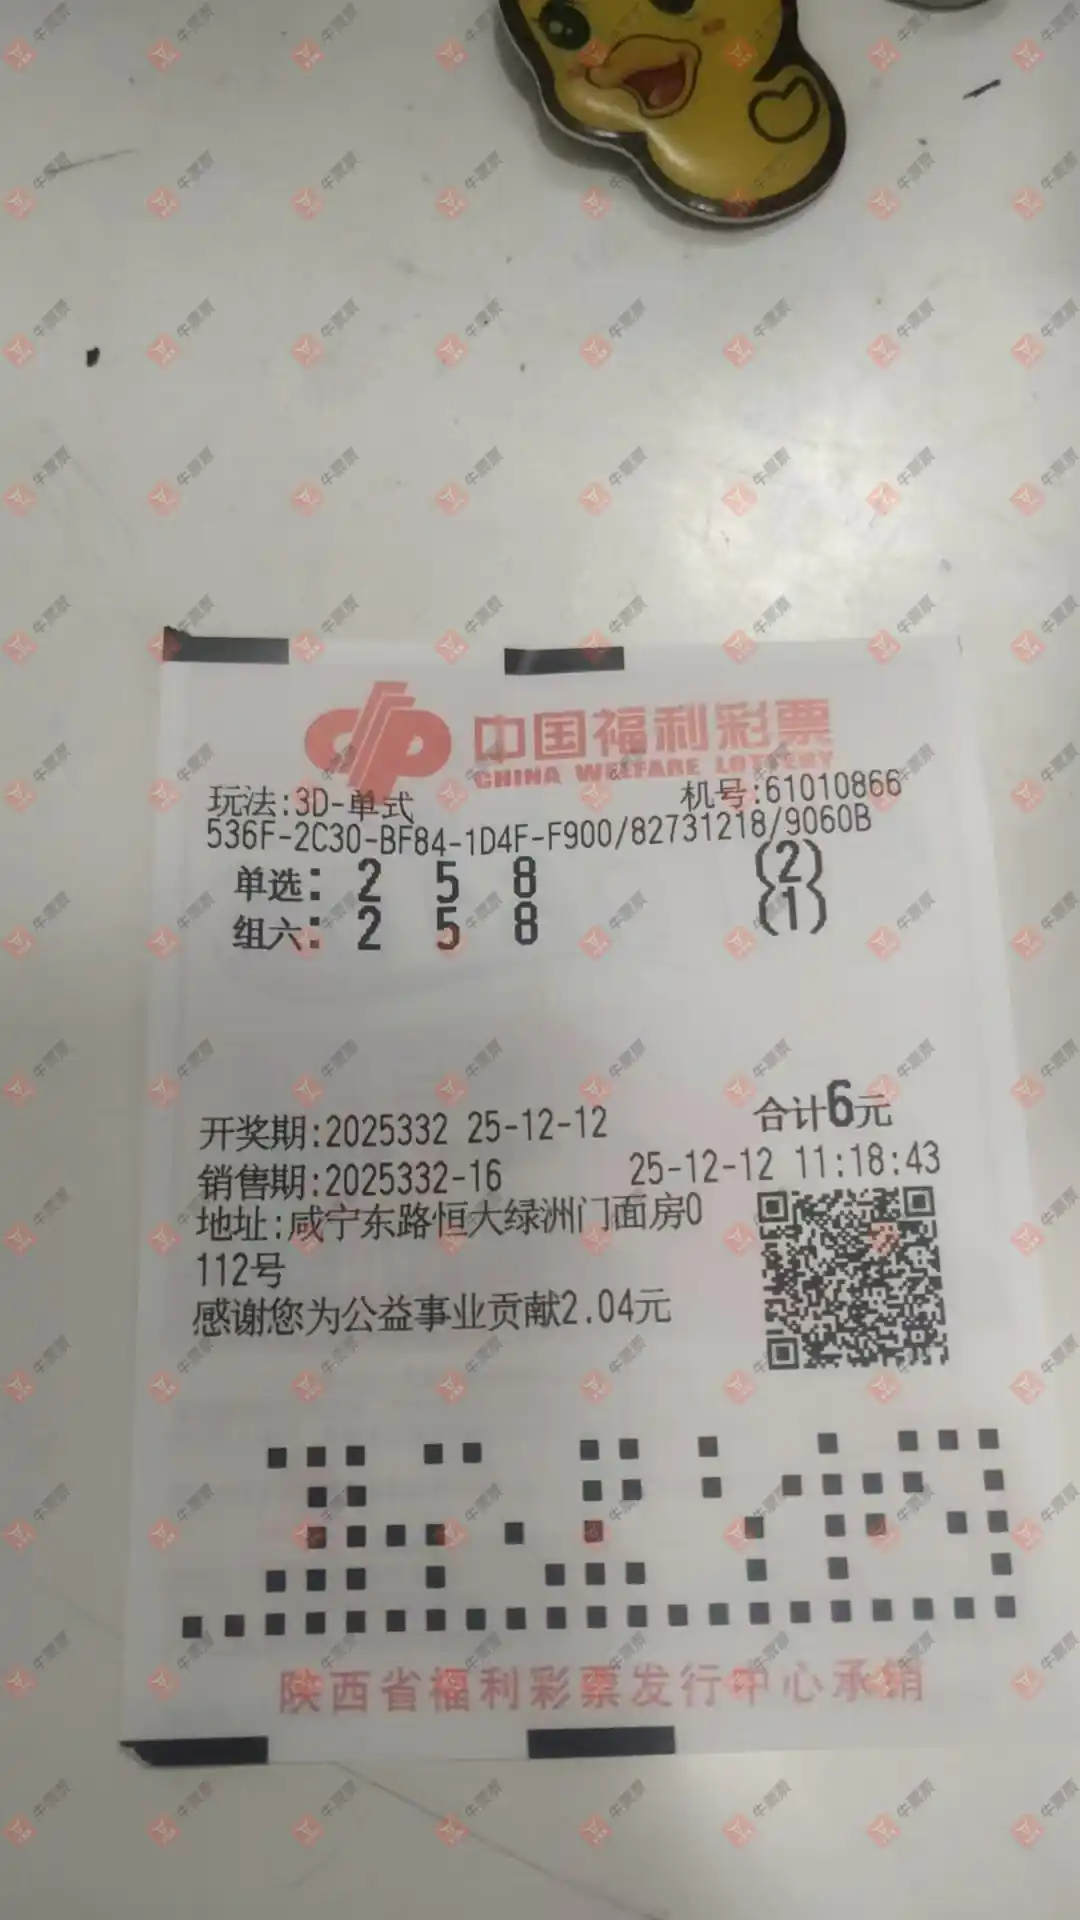 中国福利彩票
CHINA WELFARE LOTTERY
玩法:3D-单式 机号:61010866
536F-2C30-BF84-1D4F-F900/82731218/9060B
单选: 2 5 8 (2)
组六: 2 5 8 (1)
开奖期:2025332 25-12-12 合计6元
销售期:2025332-16 25-12-12 11:18:43
地址:咸宁东路恒大绿洲门面房0
112号
感谢您为公益事业贡献2.04元
陕西省福利彩票发行中心承销
牛票票